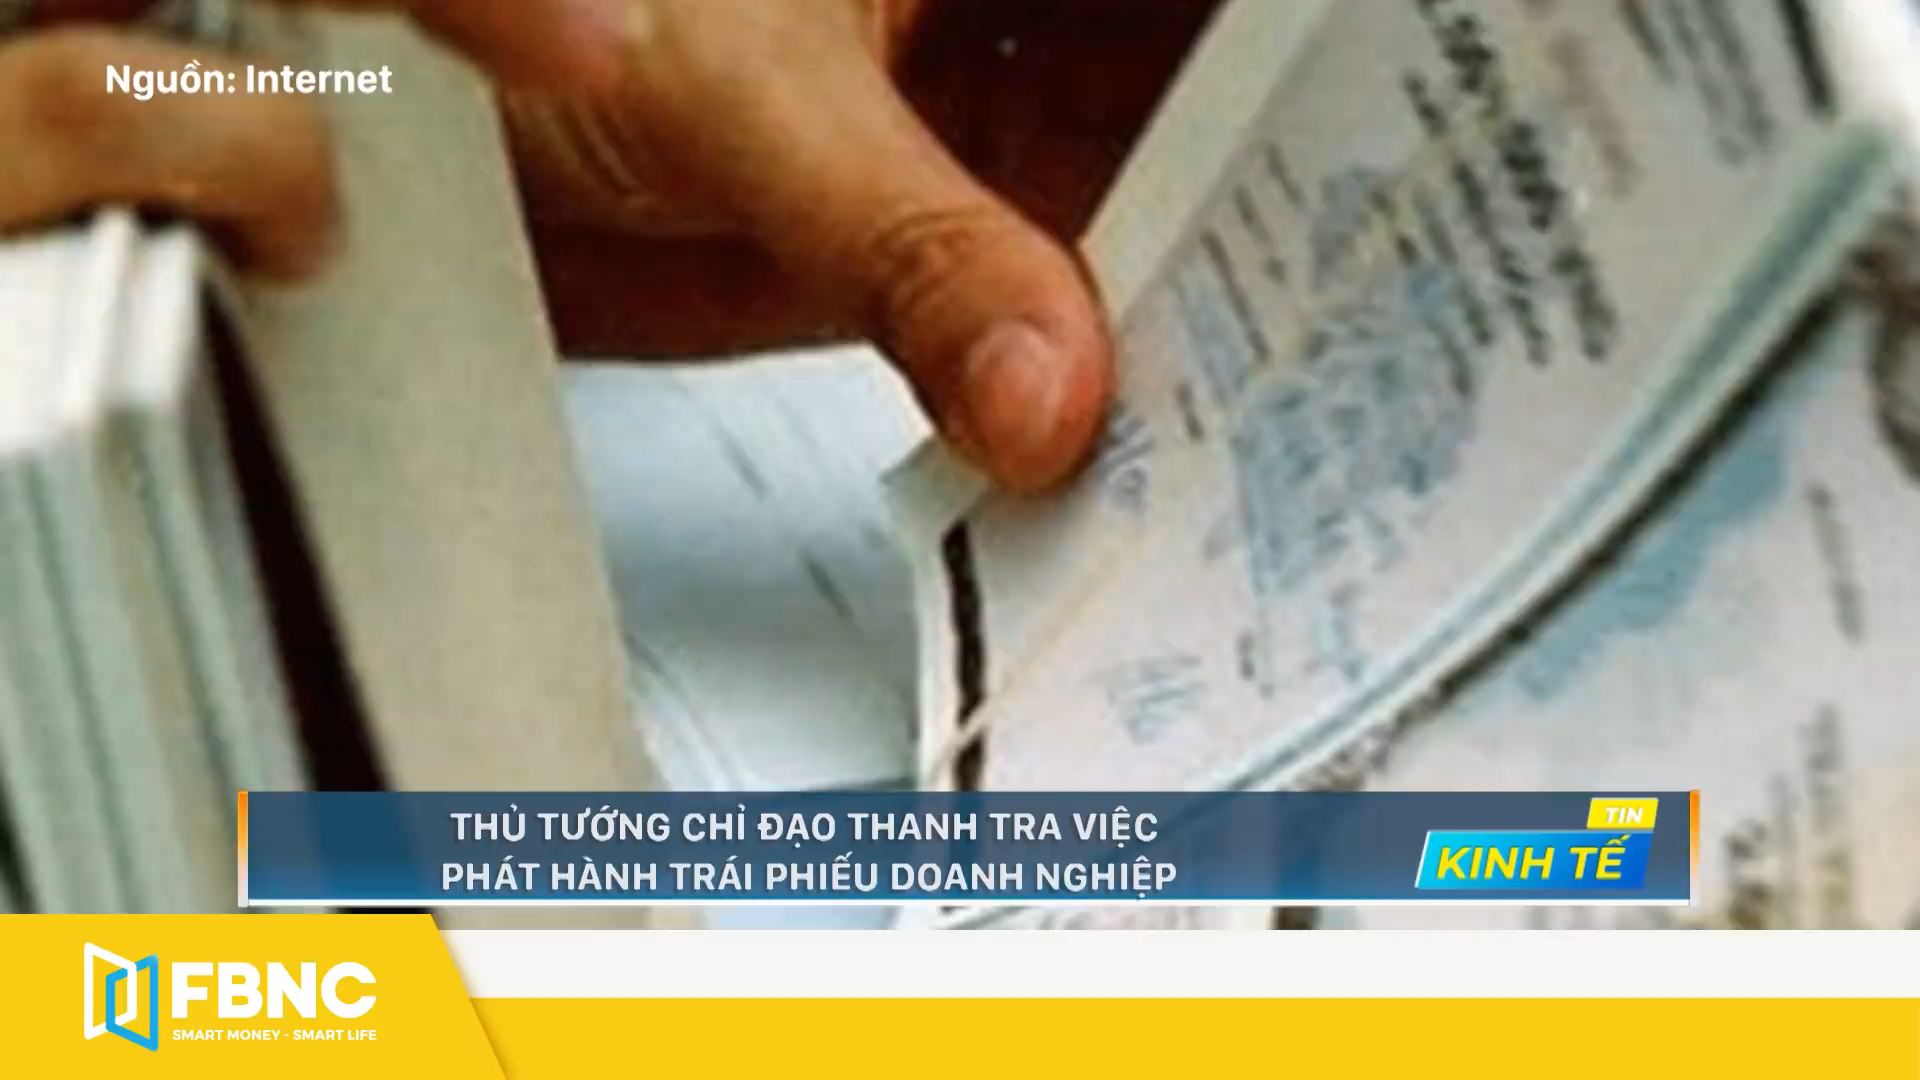 Nguồn: Internet
THỦ TƯỚNG CHỈ ĐẠO THANH TRA VIỆC
PHÁT HÀNH TRÁI PHIẾU DOANH NGHIỆP
TIN
KINH TẾ
FBNC
SMART MONEY - SMART LIFE